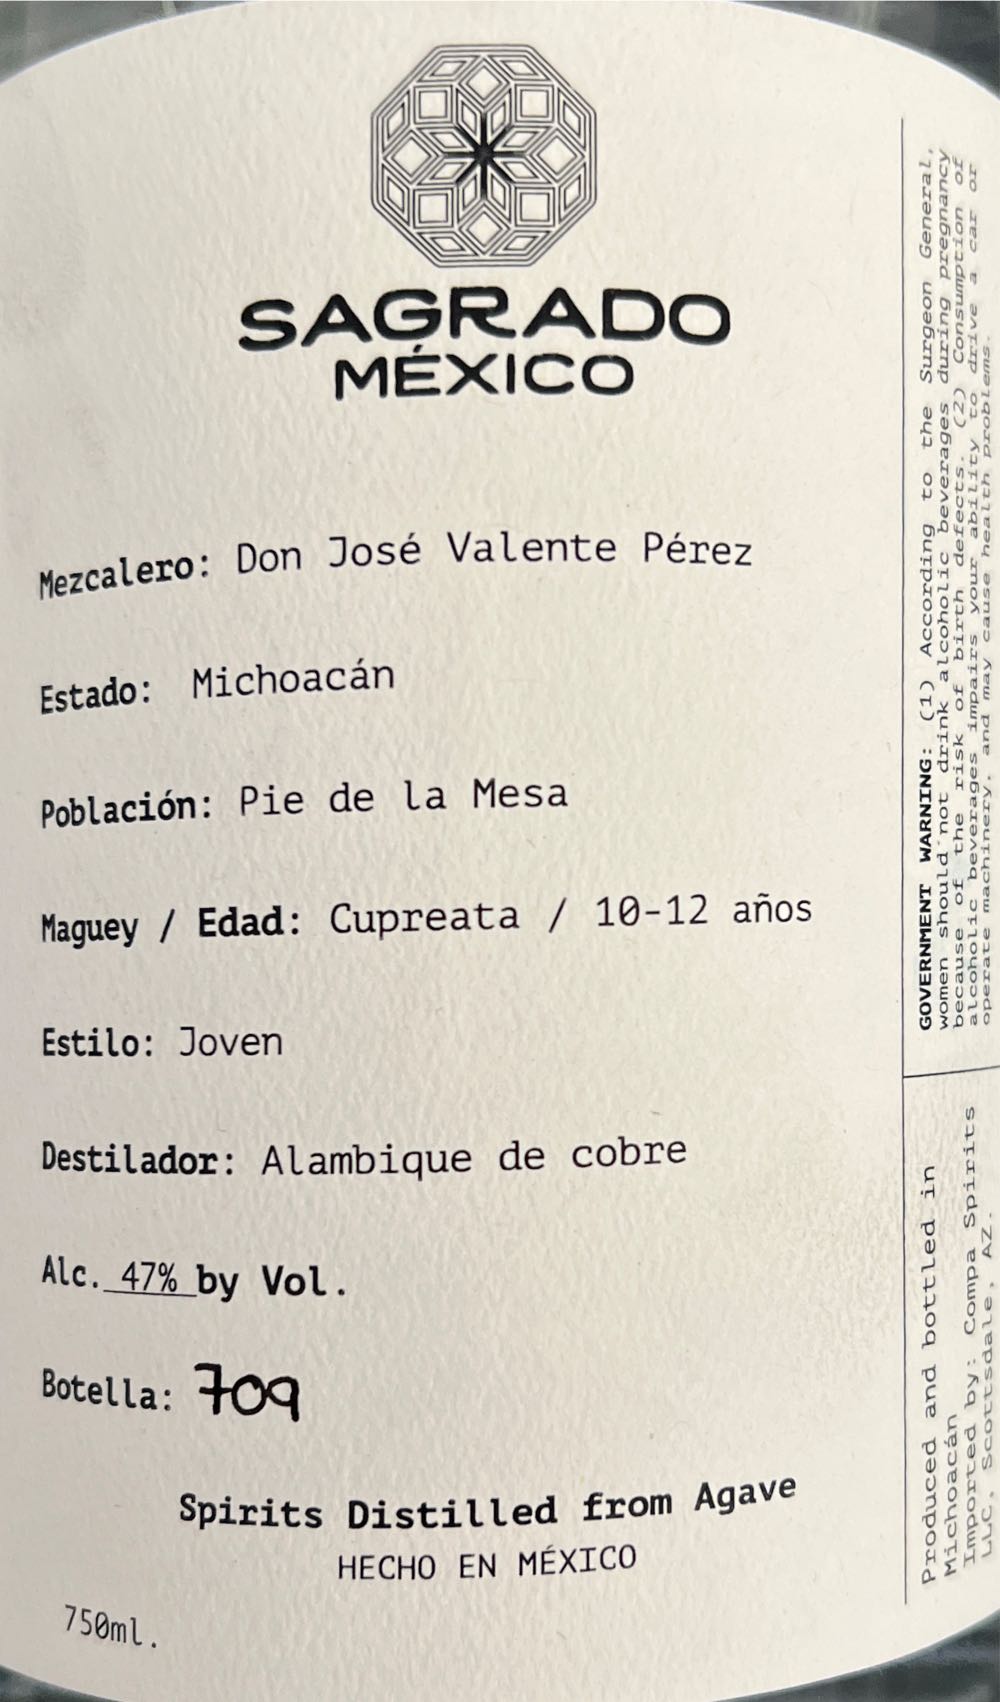 SAGRADO
MÉXICO
Mezcalero: Don José Valente Pérez
Estado: Michoacán
Población: Pie de la Mesa
Maguey / Edad: Cupreata / 10-12 años
Estilo: Joven
Destilador: Alambique de cobre
Alc. 47% by Vol.
Botella: 709
Spirits Distilled from Agave
HECHO EN MÉXICO
750ml.
GOVERNMENT WARNING: (1) According to the Surgeon General,
women should not drink alcoholic beverages during pregnancy
because of the risk of birth defects. (2) Consumption of
alcoholic beverages impairs your ability to drive a car or
operate machinery, and may cause health problems.
Produced and bottled in
Michoacán
Imported by: Compa Spirits
LLC, Scottsdale, AZ.